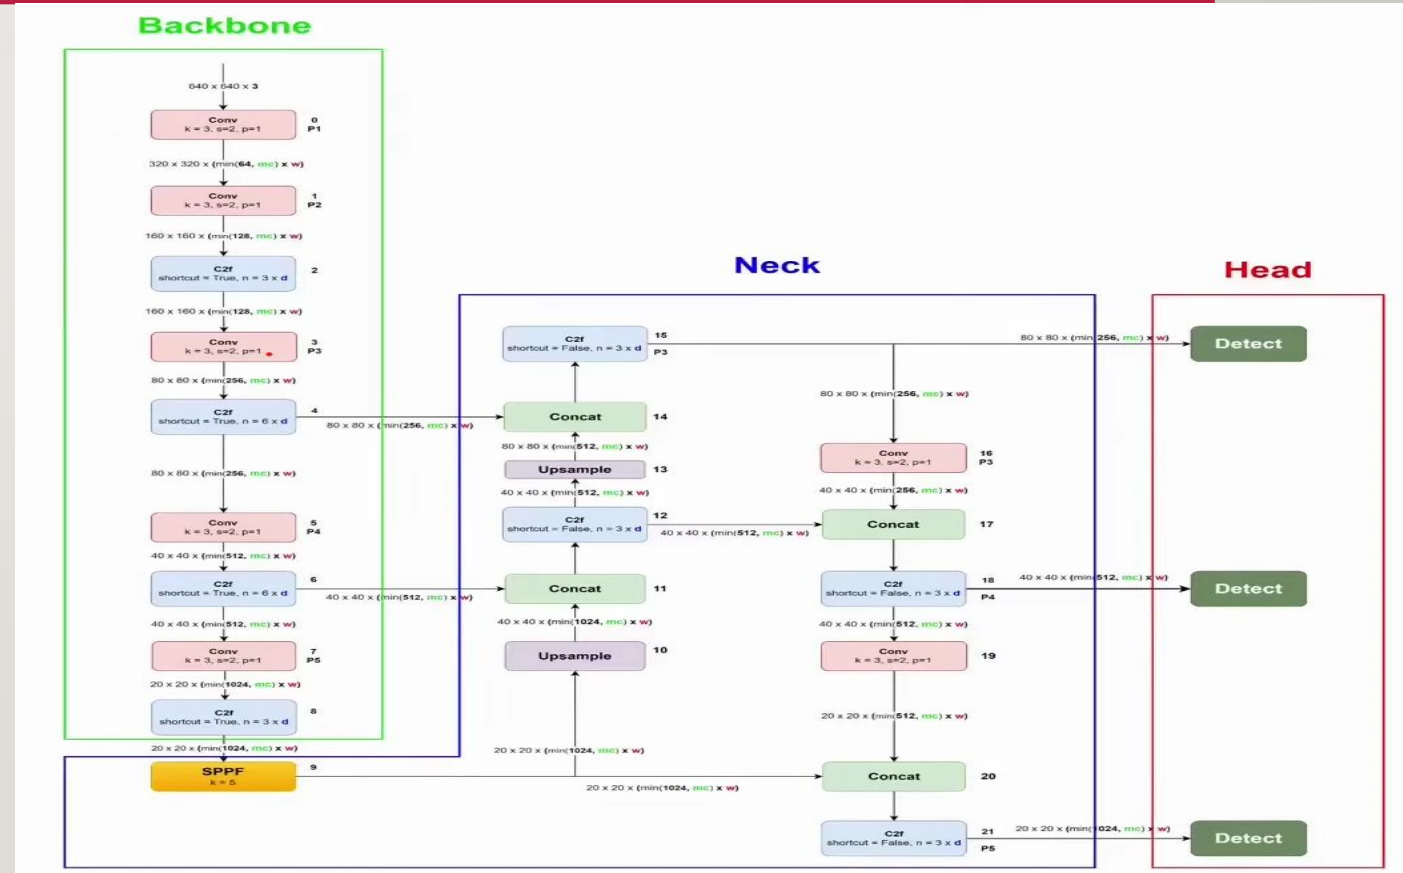 Backbone
640 x 640 x 3
Conv
k = 3, s=2, p=1
0
P1
320 x 320 x (min(64, mc) x w)
Conv
k = 3, s=2, p=1
1
P2
160 x 160 x (min(128, mc) x w)
C2f
shortcut = True, n = 3 x d
2
160 x 160 x (min(128, mc) x w)
Conv
k = 3, s=2, p=1
3
P3
80 x 80 x (min(256, mc) x w)
C2f
shortcut = True, n = 6 x d
4
80 x 80 x (min(256, mc) x w)
80 x 80 x (min(256, mc) x w)
Conv
k = 3, s=2, p=1
5
P4
40 x 40 x (min(512, mc) x w)
C2f
shortcut = True, n = 6 x d
6
40 x 40 x (min(512, mc) x w)
40 x 40 x (min(512, mc) x w)
Conv
k = 3, s=2, p=1
7
P5
20 x 20 x (min(1024, mc) x w)
C2f
shortcut = True, n = 3 x d
8
20 x 20 x (min(1024, mc) x w)
SPPF
k = 5
9
Neck
C2f
shortcut = False, n = 3 x d
15
P3
Concat
14
80 x 80 x (min(512, mc) x w)
Upsample
13
40 x 40 x (min(512, mc) x w)
C2f
shortcut = False, n = 3 x d
12
40 x 40 x (min(512, mc) x w)
Concat
11
40 x 40 x (min(1024, mc) x w)
Upsample
10
20 x 20 x (min(1024, mc) x w)
20 x 20 x (min(1024, mc) x w)
80 x 80 x (min(256, mc) x w)
80 x 80 x (min(256, mc) x w)
Conv
k = 3, s=2, p=1
16
P3
40 x 40 x (min(256, mc) x w)
Concat
17
C2f
shortcut = False, n = 3 x d
18
P4
40 x 40 x (min(512, mc) x w)
40 x 40 x (min(512, mc) x w)
Conv
k = 3, s=2, p=1
19
20 x 20 x (min(512, mc) x w)
Concat
20
C2f
shortcut = False, n = 3 x d
21
P5
20 x 20 x (min(1024, mc) x w)
Head
Detect
Detect
Detect